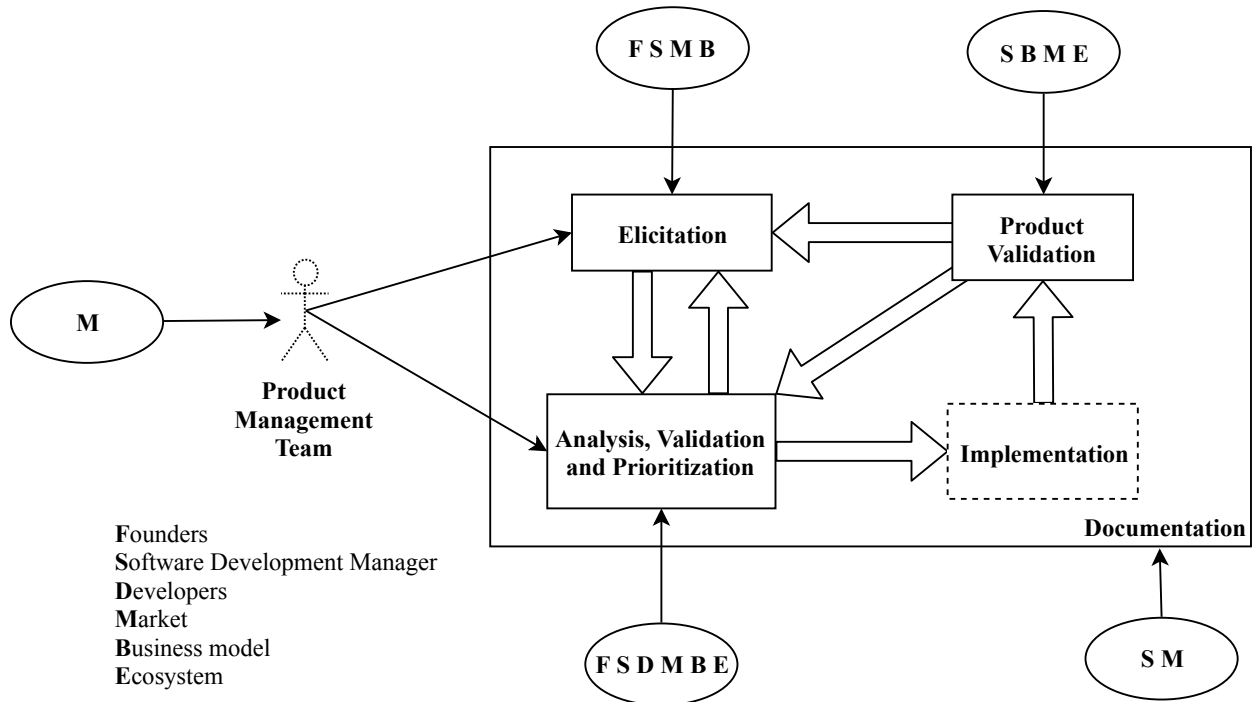 F S M B
S B M E
Elicitation
Product
Validation
M
Product
Management
Team
Analysis, Validation
and Prioritization
Implementation
Documentation
Founders
Software Development Manager
Developers
Market
Business model
Ecosystem
F S D M B E
S M